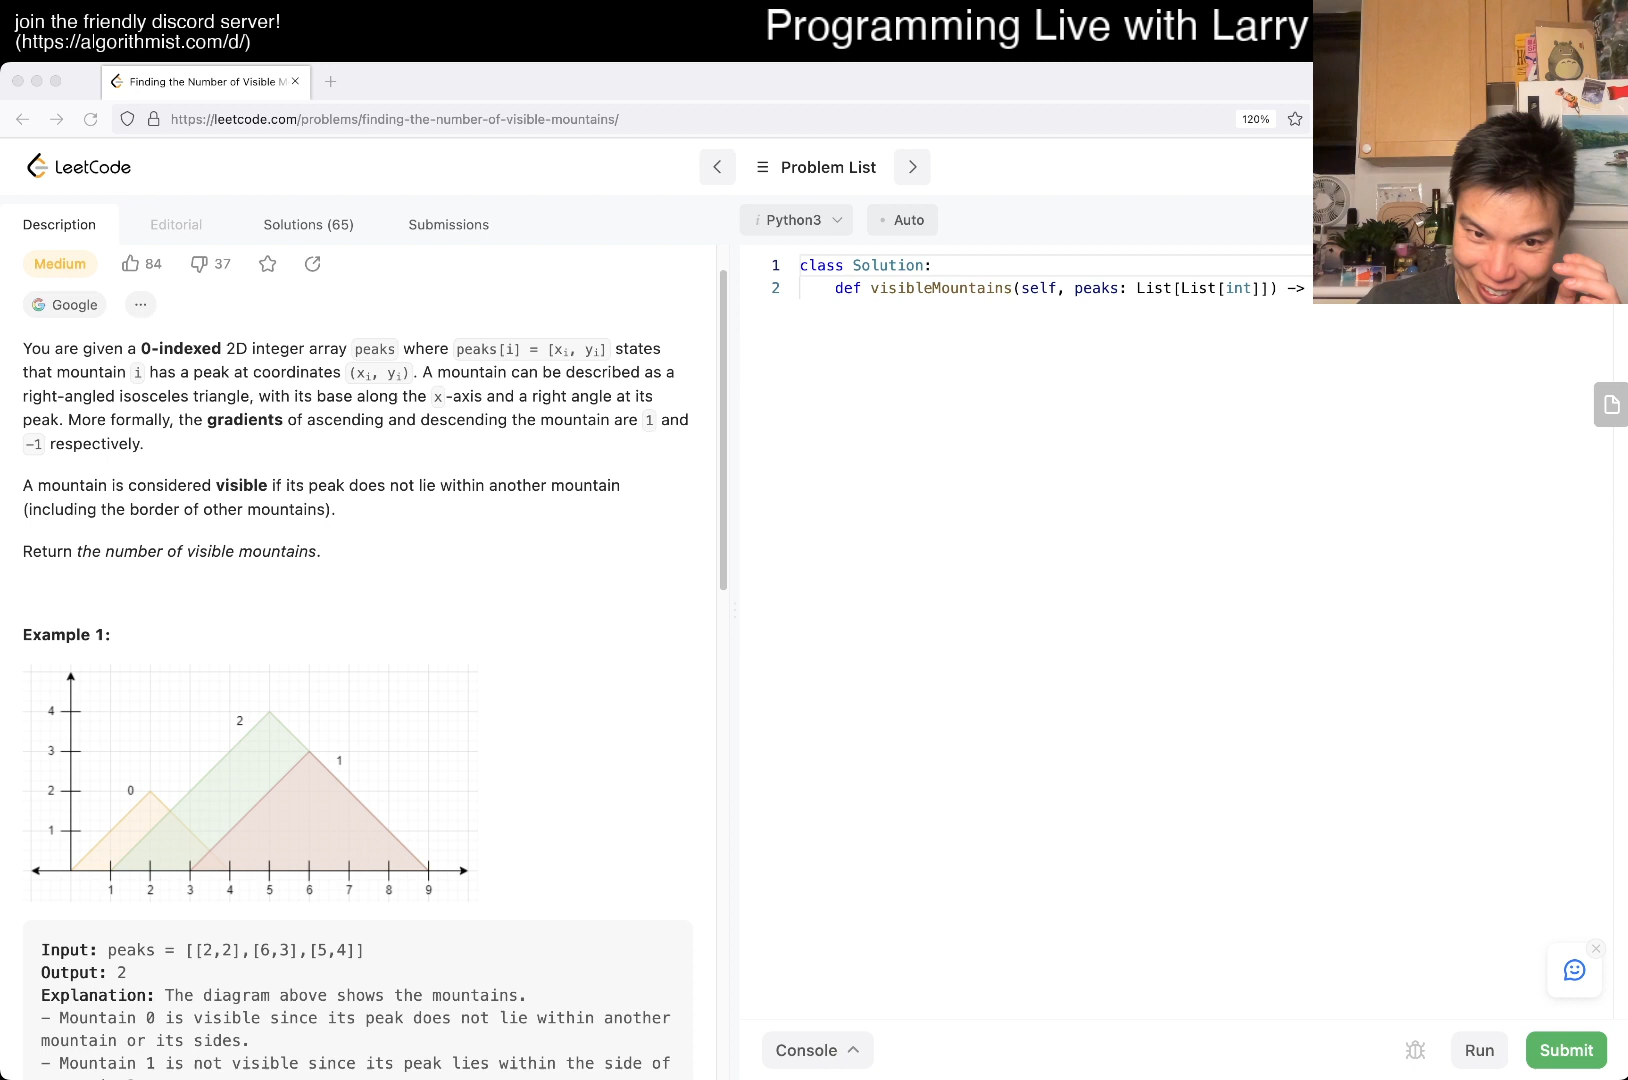 join the friendly discord server!
(https://algorithmist.com/d/)
Programming Live with Larry
Finding the Number of Visible M
https://leetcode.com/problems/finding-the-number-of-visible-mountains/
120%
LeetCode
Problem List
Description
Editorial
Solutions (65)
Submissions
Python3
Auto
Medium
84
37
Google
You are given a 0-indexed 2D integer array peaks where peaks[i] = [xi, yi] states
that mountain i has a peak at coordinates (xi, yi). A mountain can be described as a
right-angled isosceles triangle, with its base along the x-axis and a right angle at its
peak. More formally, the gradients of ascending and descending the mountain are 1 and
-1 respectively.
A mountain is considered visible if its peak does not lie within another mountain
(including the border of other mountains).
Return the number of visible mountains.
Example 1:
4
3
2
1
0
2
1
1 2 3 4 5 6 7 8 9
Input: peaks = [[2,2],[6,3],[5,4]]
Output: 2
Explanation: The diagram above shows the mountains.
- Mountain 0 is visible since its peak does not lie within another
mountain or its sides.
- Mountain 1 is not visible since its peak lies within the side of
1 class Solution:
2 def visibleMountains(self, peaks: List[List[int]]) ->
Console
Run
Submit